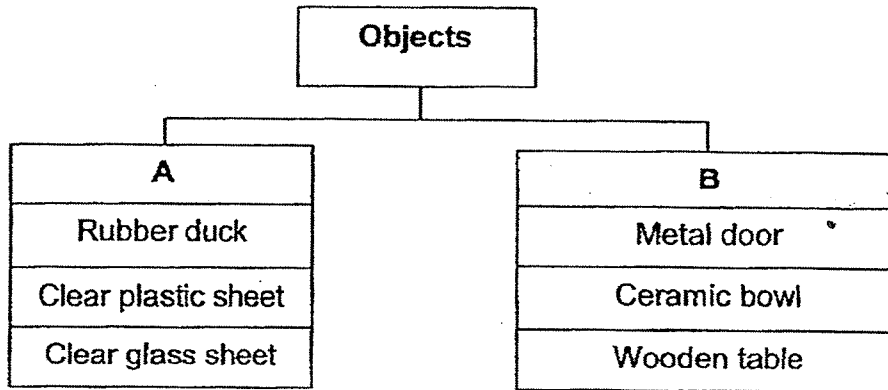 Objects
A
Rubber duck
Clear plastic sheet
Clear glass sheet
B
Metal door
Ceramic bowl
Wooden table